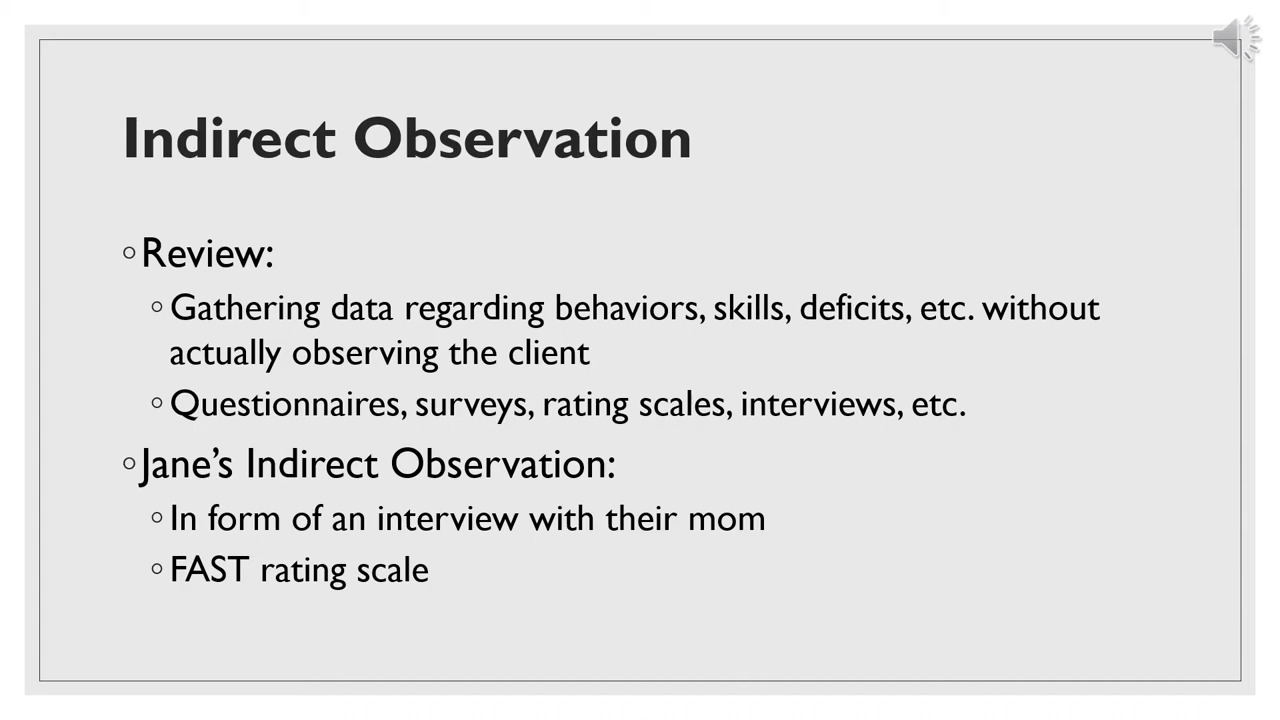 Indirect Observation
◦Review:
◦Gathering data regarding behaviors, skills, deficits, etc. without
actually observing the client
◦Questionnaires, surveys, rating scales, interviews, etc.
◦Jane’s Indirect Observation:
◦In form of an interview with their mom
◦FAST rating scale